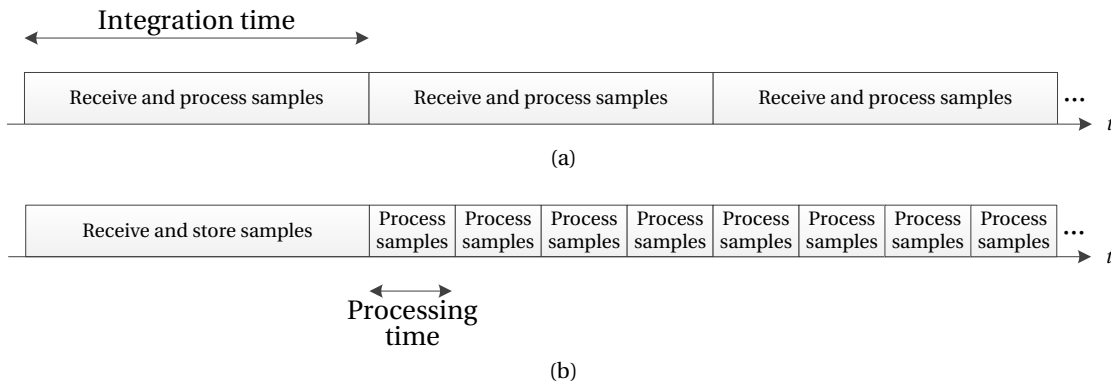 Integration time
Receive and process samples Receive and process samples Receive and process samples ...
t
(a)
Receive and store samples Process samples Process samples Process samples Process samples Process samples Process samples Process samples Process samples ...
t
Processing
time
(b)